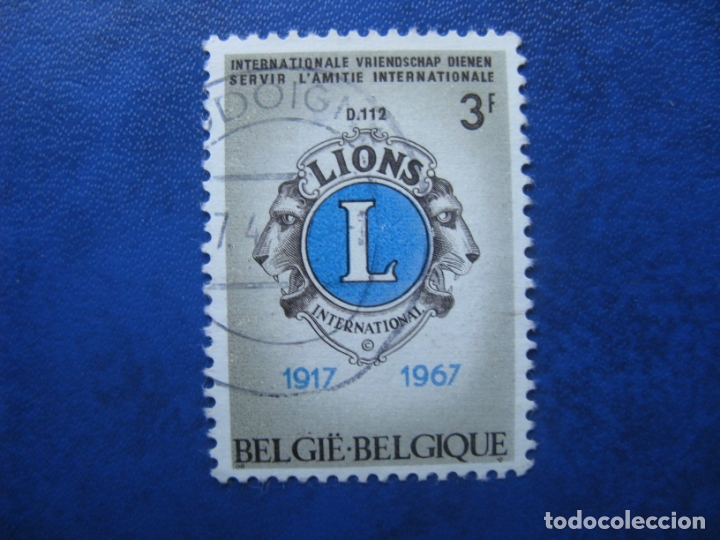 INTERNATIONALE VRIENDSCHAP DIENEN
SERVIR L'AMITIE INTERNATIONALE
D.112
3F
LIONS
L
INTERNATIONAL
©
1917 1967
BELGIË·BELGIQUE
todocoleccion